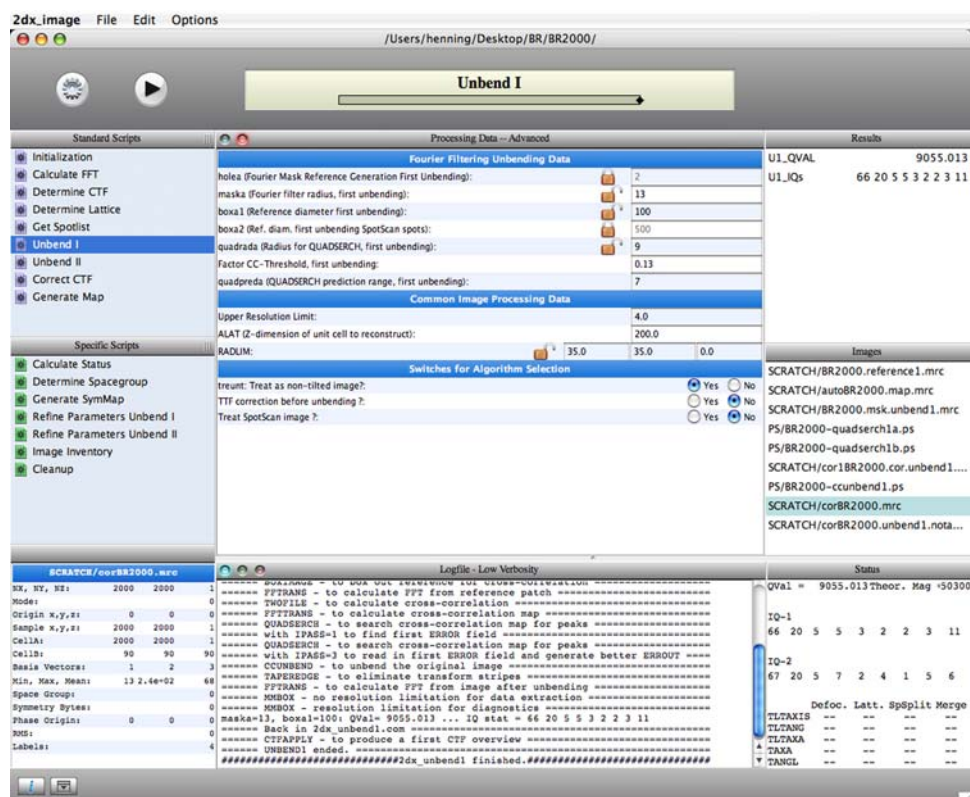 2dx_image File Edit Options
/Users/henning/Desktop/BR/BR2000/
Unbend I
Standard Scripts
Initialization
Calculate FFT
Determine CTF
Determine Lattice
Get Spotlist
Unbend I
Unbend II
Correct CTF
Generate Map
Specific Scripts
Calculate Status
Determine Spacegroup
Generate SymMap
Refine Parameters Unbend I
Refine Parameters Unbend II
Image Inventory
Cleanup
Processing Data -- Advanced
Fourier Filtering Unbending Data
holea (Fourier Mask Reference Generation First Unbending): 2
maska (Fourier filter radius, first unbending): 13
boxa1 (Reference diameter first unbending): 100
boxa2 (Ref. diam. first unbending SpotScan spots): 500
quadrada (Radius for QUADSERCH, first unbending): 9
Factor CC-Threshold, first unbending: 0.13
quadpreda (QUADSERCH prediction range, first unbending): 7
Common Image Processing Data
Upper Resolution Limit: 4.0
ALAT (Z-dimension of unit cell to reconstruct): 200.0
RADLIM: 35.0 35.0 0.0
Switches for Algorithm Selection
treunt: Treat as non-tilted image?: Yes No
TTF correction before unbending ?: Yes No
Treat SpotScan image ?: Yes No
Results
U1_QVAL 9055.013
U1_IQs 66 20 5 5 3 2 2 3 11
Images
SCRATCH/BR2000.reference1.mrc
SCRATCH/autoBR2000.map.mrc
SCRATCH/BR2000.msk.unbend1.mrc
PS/BR2000-quadserch1a.ps
PS/BR2000-quadserch1b.ps
SCRATCH/cor1BR2000.cor.unbend1....
PS/BR2000-ccunbend1.ps
SCRATCH/corBR2000.mrc
SCRATCH/corBR2000.unbend1.nota...
SCRATCH/corBR2000.mrc
NX, NY, NZ: 2000 2000 1
Mode: 0
Origin x,y,z: 0 0 0
Sample x,y,z: 2000 2000 1
CellA: 2000 2000 1
CellB: 90 90 90
Basis Vectors: 1 2 3
Min, Max, Mean: 13 2.4e+02 68
Space Group: 0
Symmetry Bytes: 0
Phase Origin: 0 0 0
RMS: 0
Labels: 4
Logfile - Low Verbosity
====== BOXIMAGE - to box out reference for cross-correlation ==================
====== FFTRANS - to calculate FFT from reference patch ==================
====== TWOFILE - to calculate cross-correlation ==================
====== FFTTRANS - to calculate cross-correlation map ==================
====== QUADSERCH - to search cross-correlation map for peaks ==================
====== with IPASS=1 to find first ERROR field ==================
====== QUADSERCH - to search cross-correlation map for peaks ==================
====== with IPASS=3 to read in first ERROR field and generate better ERROUT ====
====== CCUNBEND - to unbend the original image ==================
====== TAPEREDGE - to eliminate transform stripes ==================
====== FFTRANS - to calculate FFT from image after unbending ==================
====== MMBOX - no resolution limitation for data extraction ==================
====== MMBOX - resolution limitation for diagnostics ==================
maska=13, boxa1=100: QVal= 9055.013 ... IQ stat = 66 20 5 5 3 2 2 3 11
====== Back in 2dx_unbend1.com ==================
====== CTFAPPLY - to produce a first CTF overview ==================
====== UNBEND1 ended. ==================
##########################2dx_unbend1 finished.##########################
Status
QVal = 9055.013 Theor. Mag =50300
IQ-1
66 20 5 5 3 2 2 3 11
IQ-2
67 20 5 7 2 4 1 5 6
Defoc. Latt. SpSplit Merge
TLTAXIS -- -- -- --
TLTANG -- -- -- --
TLTAXA -- -- -- --
TAXA -- -- -- --
TANGL -- -- -- --